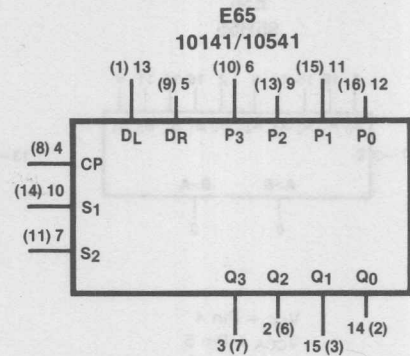 E65
10141/10541
(1) 13 (9) 5 (10) 6 (13) 9 (15) 11 (16) 12
DL DR P3 P2 P1 P0
(8) 4 CP
(14) 10 S1
(11) 7 S2
Q3 Q2 Q1 Q0
3 (7) 2 (6) 15 (3) 14 (2)